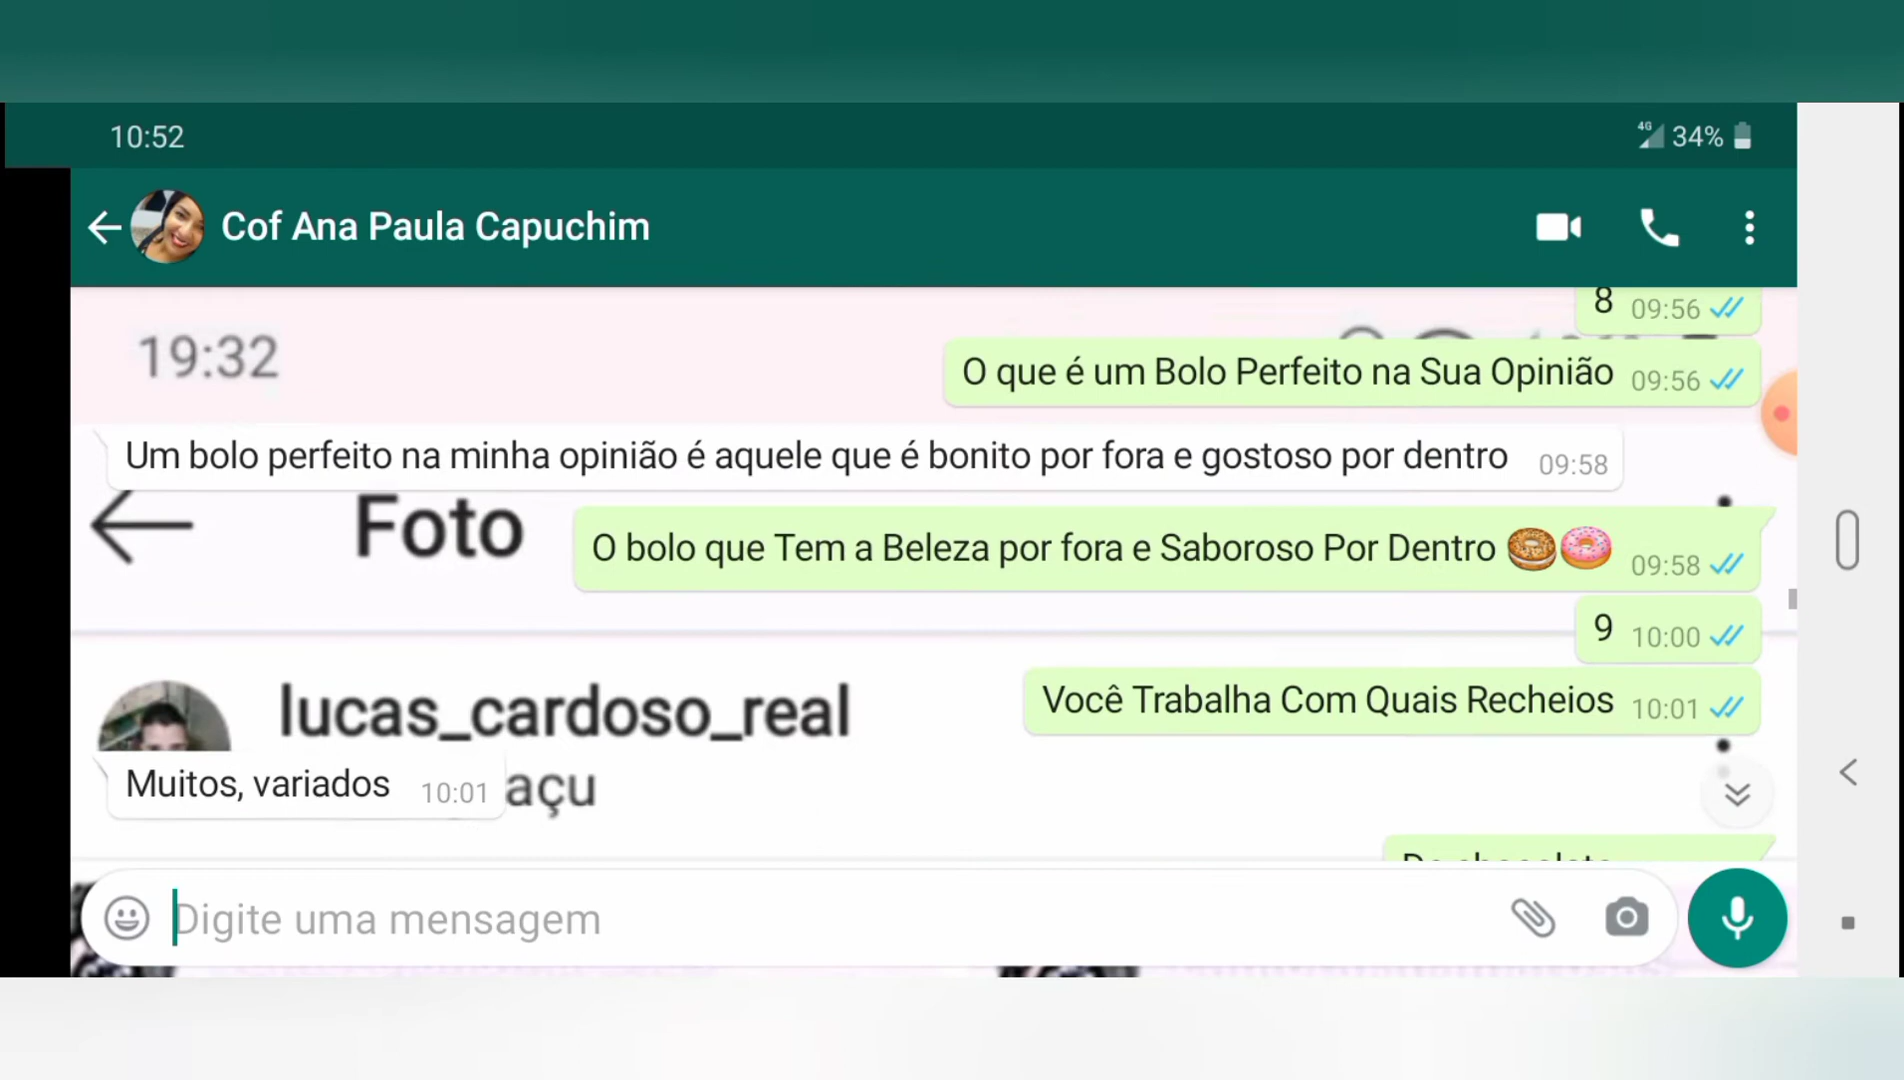 10:52
4G 34%
Cof Ana Paula Capuchim
8 09:56
19:32
O que é um Bolo Perfeito na Sua Opinião 09:56
Um bolo perfeito na minha opinião é aquele que é bonito por fora e gostoso por dentro 09:58
Foto
O bolo que Tem a Beleza por fora e Saboroso Por Dentro 🥯🍩 09:58
9 10:00
lucas_cardoso_real
Você Trabalha Com Quais Recheios 10:01
Muitos, variados 10:01
açu
Digite uma mensagem